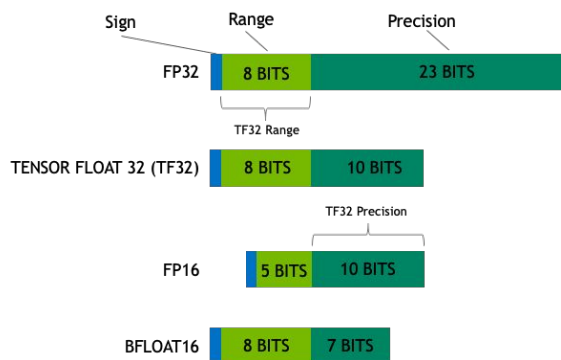 Sign Range Precision
FP32 8 BITS 23 BITS
TF32 Range
TENSOR FLOAT 32 (TF32) 8 BITS 10 BITS
TF32 Precision
FP16 5 BITS 10 BITS
BFLOAT16 8 BITS 7 BITS